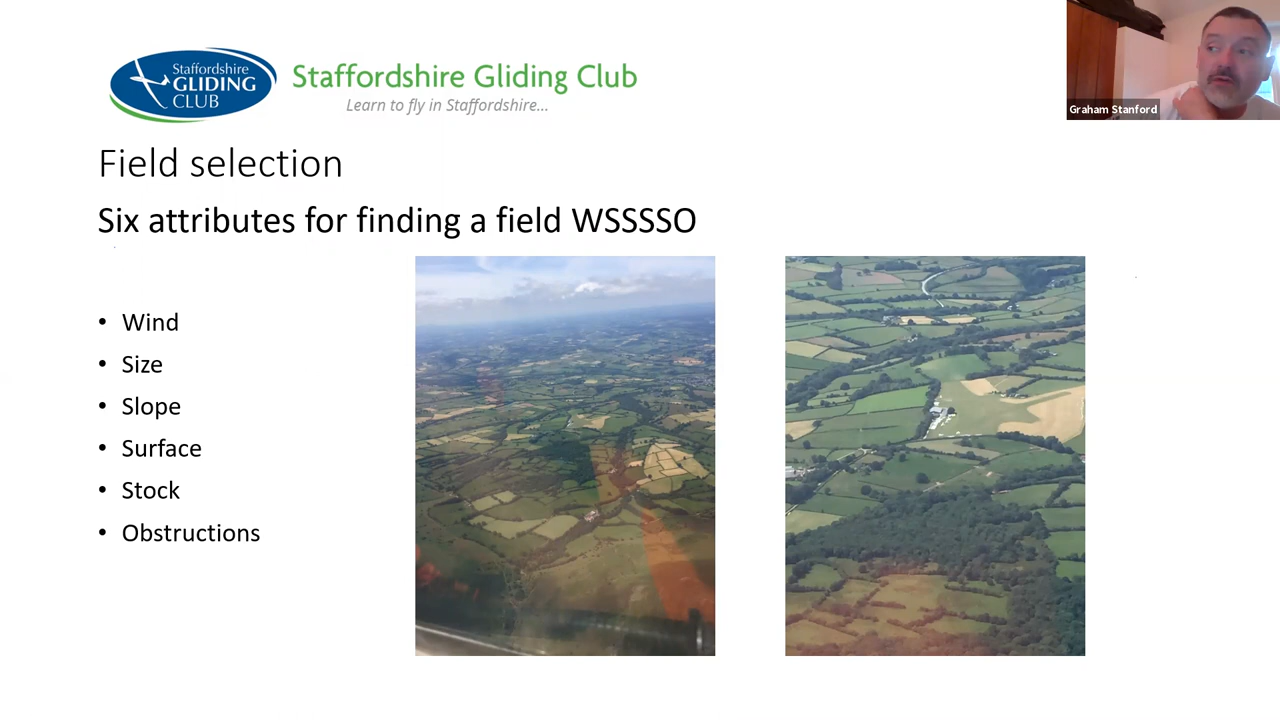 Staffordshire
GLIDING
CLUB
Staffordshire Gliding Club
Learn to fly in Staffordshire...
Graham Stanford
Field selection
Six attributes for finding a field WSSSSO
• Wind
• Size
• Slope
• Surface
• Stock
• Obstructions